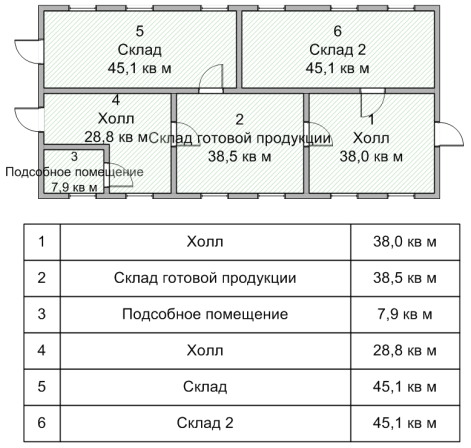 5
Склад
45,1 кв м
6
Склад 2
45,1 кв м
4
Холл
28,8 кв м
2
Склад готовой продукции
38,5 кв м
1
Холл
38,0 кв м
3
Подсобное помещение
7,9 кв м
1 Холл 38,0 кв м
2 Склад готовой продукции 38,5 кв м
3 Подсобное помещение 7,9 кв м
4 Холл 28,8 кв м
5 Склад 45,1 кв м
6 Склад 2 45,1 кв м